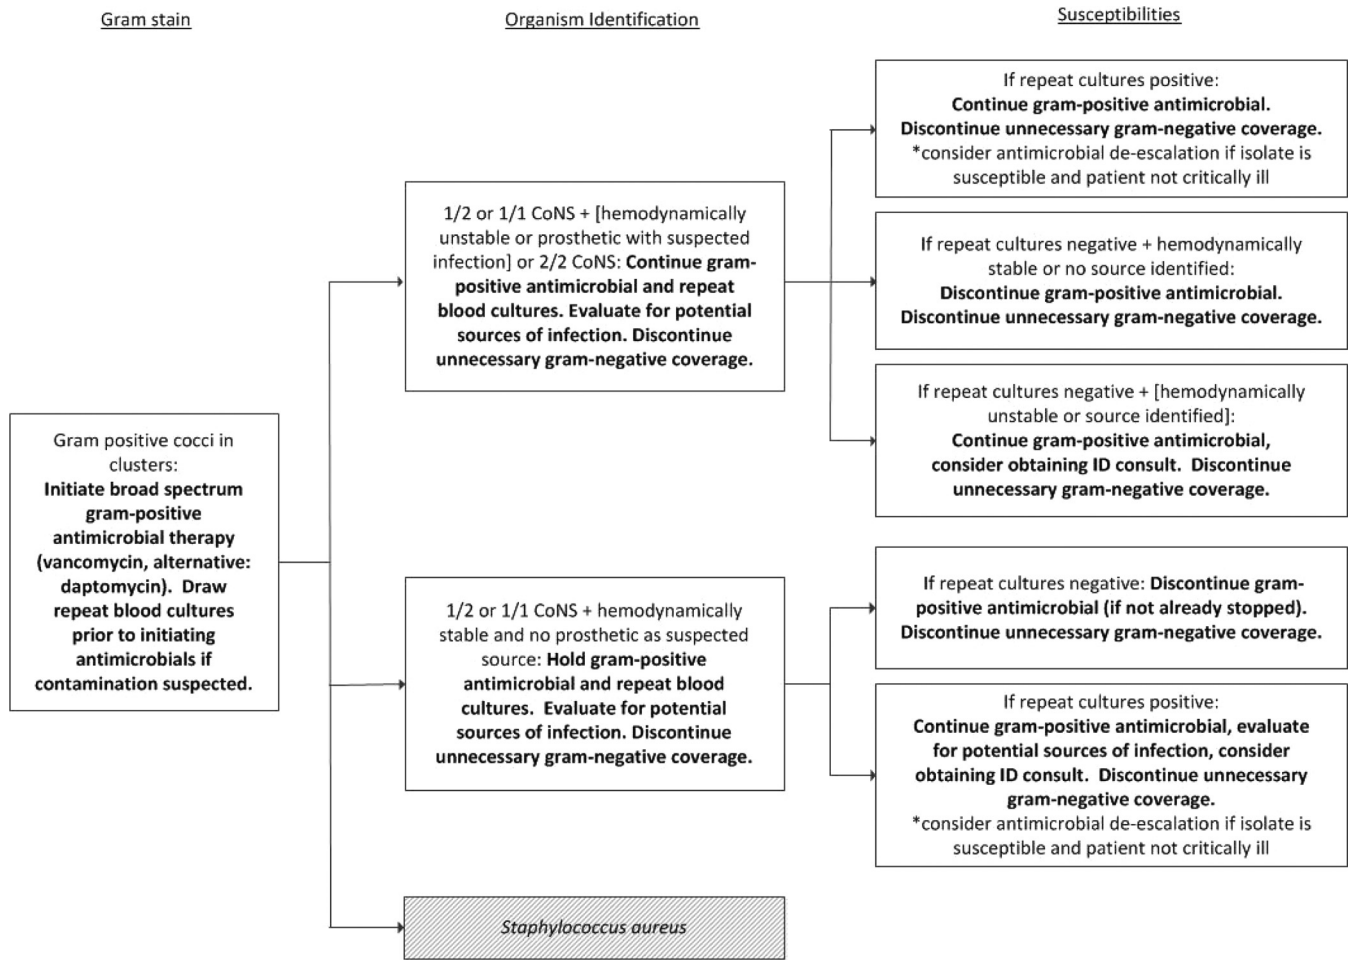 Gram stain
Organism Identification
Susceptibilities
Gram positive cocci in
clusters:
Initiate broad spectrum
gram-positive
antimicrobial therapy
(vancomycin, alternative:
daptomycin).  Draw
repeat blood cultures
prior to initiating
antimicrobials if
contamination suspected.
1/2 or 1/1 CoNS + [hemodynamically
unstable or prosthetic with suspected
infection] or 2/2 CoNS: Continue gram-
positive antimicrobial and repeat
blood cultures. Evaluate for potential
sources of infection. Discontinue
unnecessary gram-negative coverage.
1/2 or 1/1 CoNS + hemodynamically
stable and no prosthetic as suspected
source: Hold gram-positive
antimicrobial and repeat blood
cultures.  Evaluate for potential
sources of infection. Discontinue
unnecessary gram-negative coverage.
Staphylococcus aureus
If repeat cultures positive:
Continue gram-positive antimicrobial.
Discontinue unnecessary gram-negative coverage.
*consider antimicrobial de-escalation if isolate is
susceptible and patient not critically ill
If repeat cultures negative + hemodynamically
stable or no source identified:
Discontinue gram-positive antimicrobial.
Discontinue unnecessary gram-negative coverage.
If repeat cultures negative + [hemodynamically
unstable or source identified]:
Continue gram-positive antimicrobial,
consider obtaining ID consult.  Discontinue
unnecessary gram-negative coverage.
If repeat cultures negative: Discontinue gram-
positive antimicrobial (if not already stopped).
Discontinue unnecessary gram-negative coverage.
If repeat cultures positive:
Continue gram-positive antimicrobial, evaluate
for potential sources of infection, consider
obtaining ID consult.  Discontinue unnecessary
gram-negative coverage.
*consider antimicrobial de-escalation if isolate is
susceptible and patient not critically ill